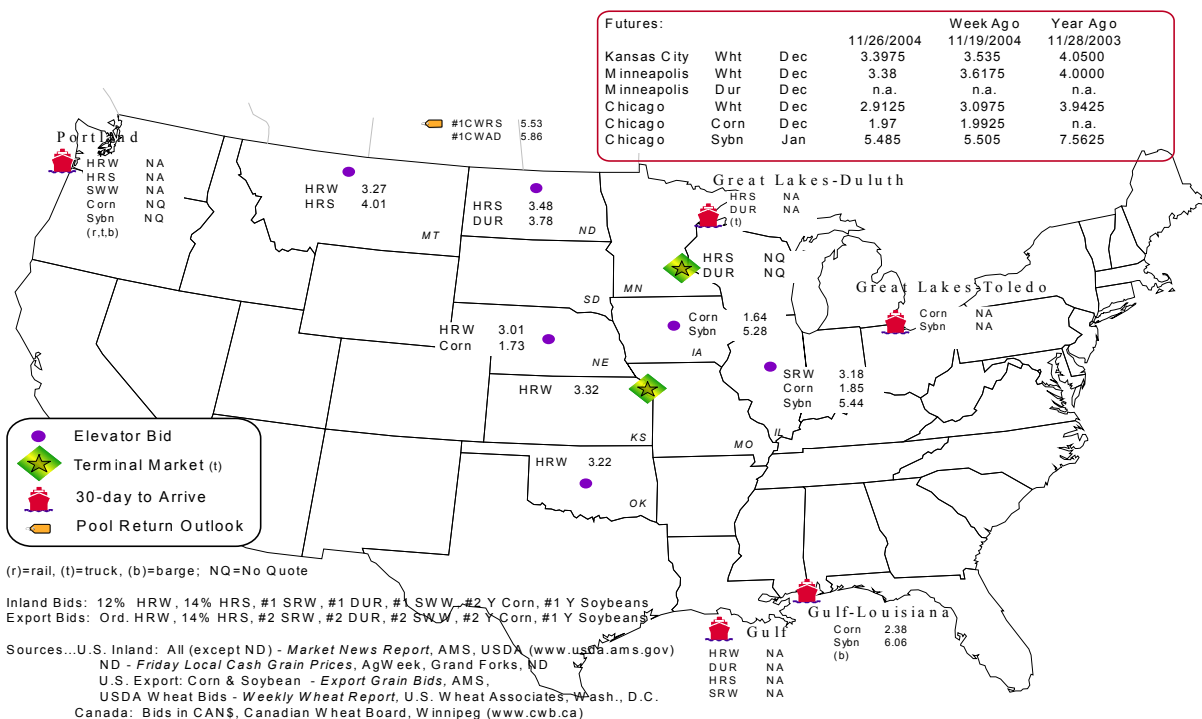 Futures: Week Ago Year Ago
11/26/2004 11/19/2004 11/28/2003
Kansas City Wht Dec 3.3975 3.535 4.0500
Minneapolis Wht Dec 3.38 3.6175 4.0000
Minneapolis Dur Dec n.a. n.a. n.a.
Chicago Wht Dec 2.9125 3.0975 3.9425
Chicago Corn Dec 1.97 1.9925 n.a.
Chicago Sybn Jan 5.485 5.505 7.5625
#1CWRS 5.53
#1CWAD 5.86
Portland
HRW NA
HRS NA
SWW NA
Corn NQ
Sybn NQ
(r,t,b)
HRW 3.27
HRS 4.01
MT
HRS 3.48
DUR 3.78
ND
Great Lakes-Duluth
HRS NA
DUR NA
(t)
HRS NQ
DUR NQ
MN
SD
Great Lakes-Toledo
Corn NA
Sybn NA
HRW 3.01
Corn 1.73
NE
Corn 1.64
Sybn 5.28
IA
SRW 3.18
Corn 1.85
Sybn 5.44
IL
HRW 3.32
KS
MO
HRW 3.22
OK
Elevator Bid
Terminal Market (t)
30-day to Arrive
Pool Return Outlook
Gulf-Louisiana
Corn 2.38
Sybn 6.06
(b)
Gulf
HRW NA
DUR NA
HRS NA
SRW NA
(r)=rail, (t)=truck, (b)=barge; NQ=No Quote
Inland Bids: 12% HRW, 14% HRS, #1 SRW, #1 DUR, #1 SWW, #2 Y Corn, #1 Y Soybeans
Export Bids: Ord. HRW, 14% HRS, #2 SRW, #2 DUR, #2 SWW, #2 Y Corn, #1 Y Soybeans
Sources...U.S. Inland: All (except ND) - Market News Report, AMS, USDA (www.usda.ams.gov)
ND - Friday Local Cash Grain Prices, AgWeek, Grand Forks, ND
U.S. Export: Corn & Soybean - Export Grain Bids, AMS,
USDA Wheat Bids - Weekly Wheat Report, U.S. Wheat Associates, Wash., D.C.
Canada: Bids in CAN$, Canadian Wheat Board, Winnipeg (www.cwb.ca)